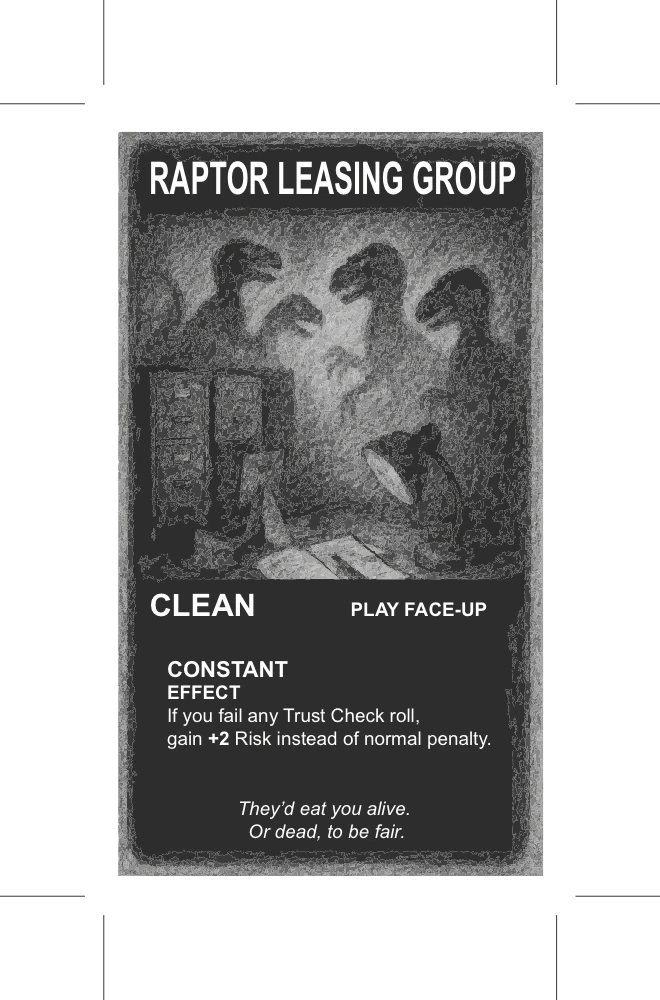 RAPTOR LEASING GROUP
CLEAN
PLAY FACE-UP
CONSTANT
EFFECT
If you fail any Trust Check roll,
gain +2 Risk instead of normal penalty.
They’d eat you alive.
Or dead, to be fair.